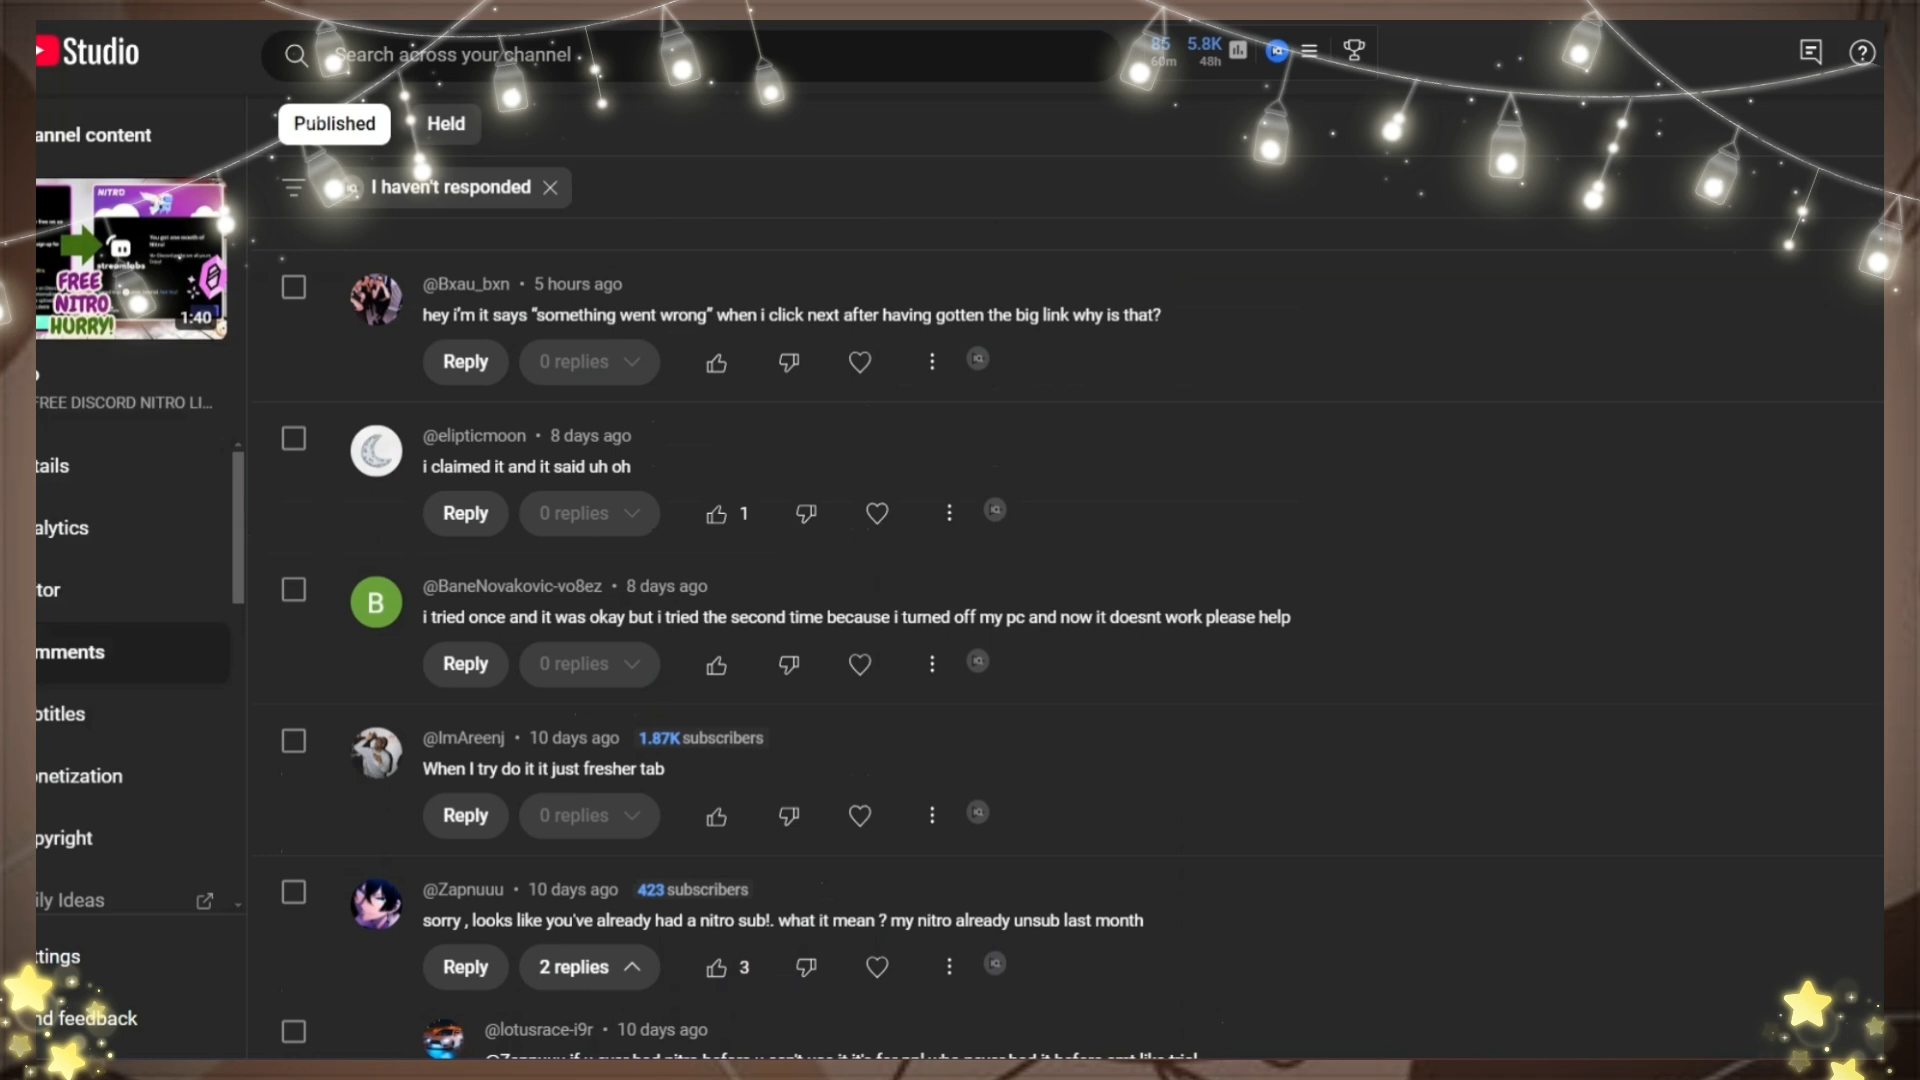 Studio
Search across your channel
85
60m
5.8K
48h
annel content
Published
Held
I haven't responded
NITRO
streamlabs
FREE
NITRO
HURRY!
1:40
FREE DISCORD NITRO LI...
tails
alytics
tor
mments
otitles
netization
pyright
ily Ideas
ttings
nd feedback
@Bxau_bxn • 5 hours ago
hey i'm it says “something went wrong” when i click next after having gotten the big link why is that?
Reply
0 replies
@elipticmoon • 8 days ago
i claimed it and it said uh oh
Reply
0 replies
1
B
@BaneNovakovic-vo8ez • 8 days ago
i tried once and it was okay but i tried the second time because i turned off my pc and now it doesnt work please help
Reply
0 replies
@ImAreenj • 10 days ago 1.87K subscribers
When I try do it it just fresher tab
Reply
0 replies
@Zapnuuu • 10 days ago 423 subscribers
sorry , looks like you've already had a nitro sub!. what it mean ? my nitro already unsub last month
Reply
2 replies
3
@lotusrace-i9r • 10 days ago